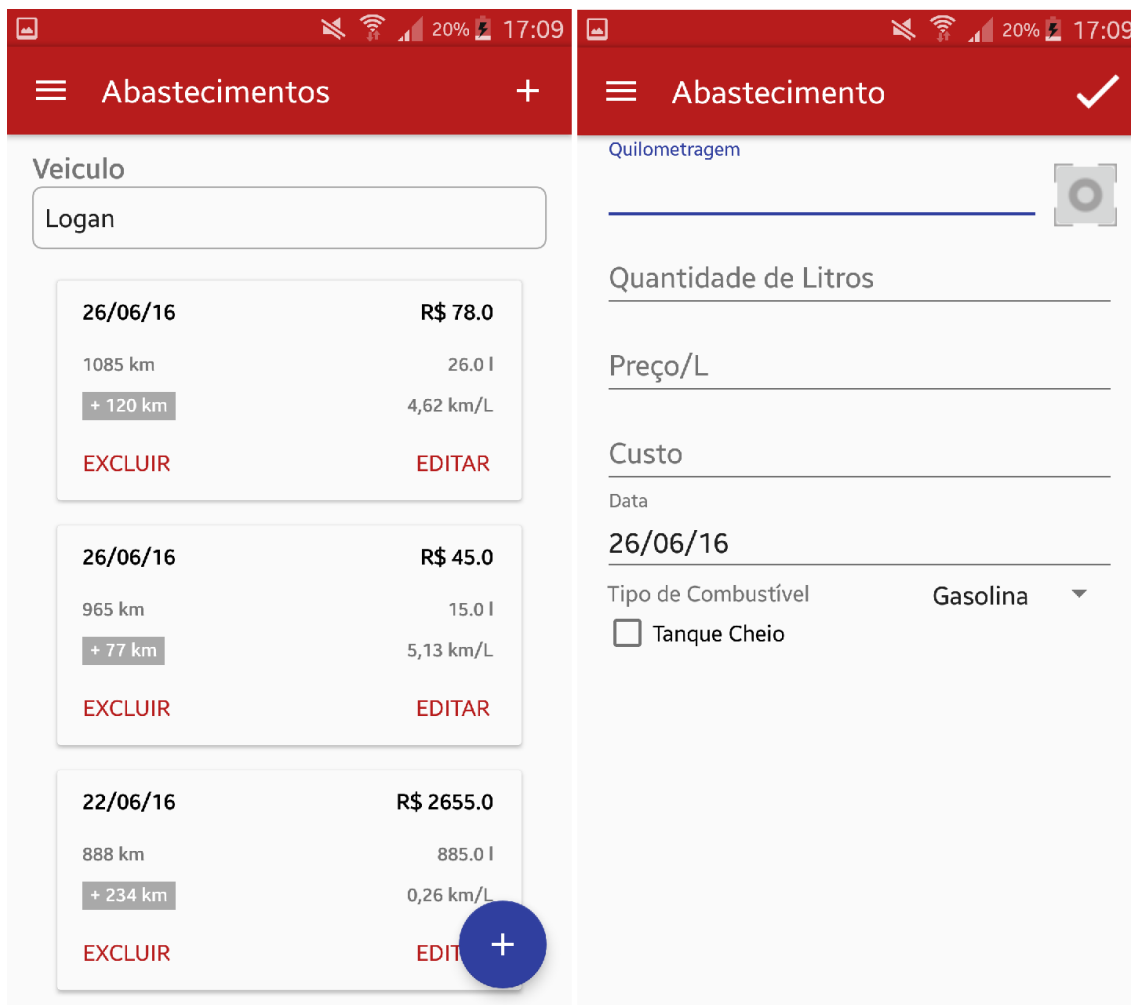 20% 17:09
Abastecimentos +
Veiculo
Logan
26/06/16 R$ 78.0
1085 km 26.0 l
+ 120 km 4,62 km/L
EXCLUIR EDITAR
26/06/16 R$ 45.0
965 km 15.0 l
+ 77 km 5,13 km/L
EXCLUIR EDITAR
22/06/16 R$ 2655.0
888 km 885.0 l
+ 234 km 0,26 km/L
EXCLUIR EDIT
+
20% 17:09
Abastecimento
Quilometragem
Quantidade de Litros
Preço/L
Custo
Data
26/06/16
Tipo de Combustível Gasolina
Tanque Cheio